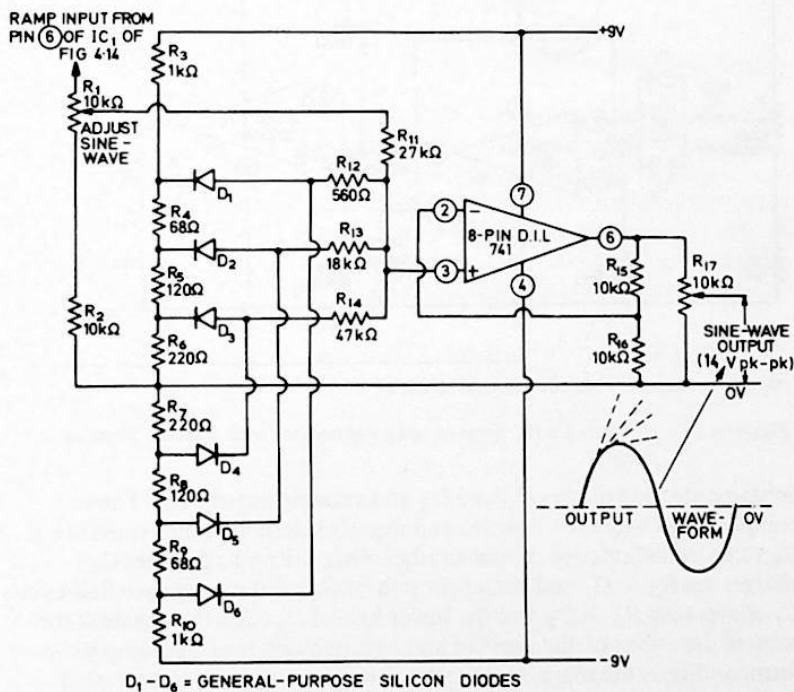 RAMP INPUT FROM
PIN ⑥ OF IC₁ OF
FIG 4·14
R₁
10kΩ
ADJUST
SINE-
WAVE
R₂
10kΩ
R₃
1kΩ
R₄
68Ω
R₅
120Ω
R₆
220Ω
R₇
220Ω
R₈
120Ω
R₉
68Ω
R₁₀
1kΩ
D₁
D₂
D₃
D₄
D₅
D₆
R₁₁
27kΩ
R₁₂
560Ω
R₁₃
18kΩ
R₁₄
47kΩ
+9V
7
2
-
8-PIN D.I.L
741
6
3
+
4
R₁₅
10kΩ
R₁₆
10kΩ
R₁₇
10kΩ
SINE-WAVE
OUTPUT
(14 V pk-pk)
0V
OUTPUT WAVE-
FORM
0V
-9V
D₁-D₆ = GENERAL-PURPOSE SILICON DIODES